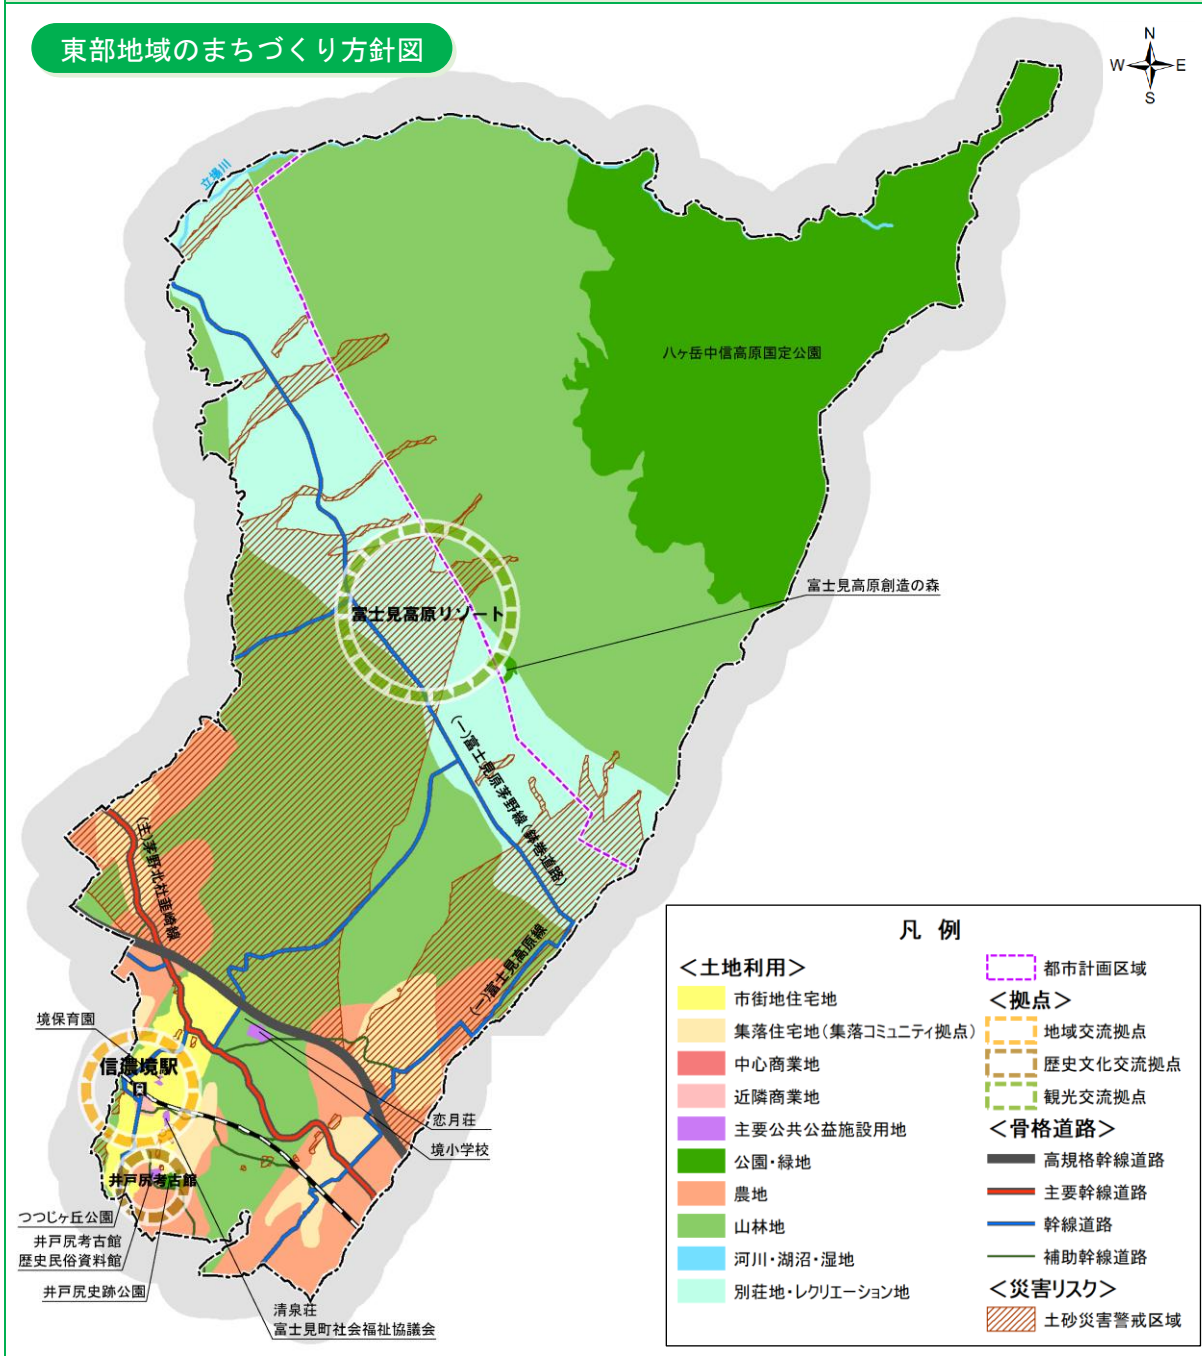 東部地域のまちづくり方針図
N
W
E
S
立場川
八ヶ岳中信高原国定公園
富士見高原創造の森
富士見高原リゾート
(一)富士見原茅野線(鉢巻道路)
(主)茅野北杜韮崎線
(一)富士見高原線
境保育園
信濃境駅
恋月荘
境小学校
井戸尻考古館
つつじヶ丘公園
井戸尻考古館
歴史民俗資料館
井戸尻史跡公園
清泉荘
富士見町社会福祉協議会
凡 例
<土地利用>
市街地住宅地
集落住宅地(集落コミュニティ拠点)
中心商業地
近隣商業地
主要公共公益施設用地
公園・緑地
農地
山林地
河川・湖沼・湿地
別荘地・レクリエーション地
都市計画区域
<拠点>
地域交流拠点
歴史文化交流拠点
観光交流拠点
<骨格道路>
高規格幹線道路
主要幹線道路
幹線道路
補助幹線道路
<災害リスク>
土砂災害警戒区域